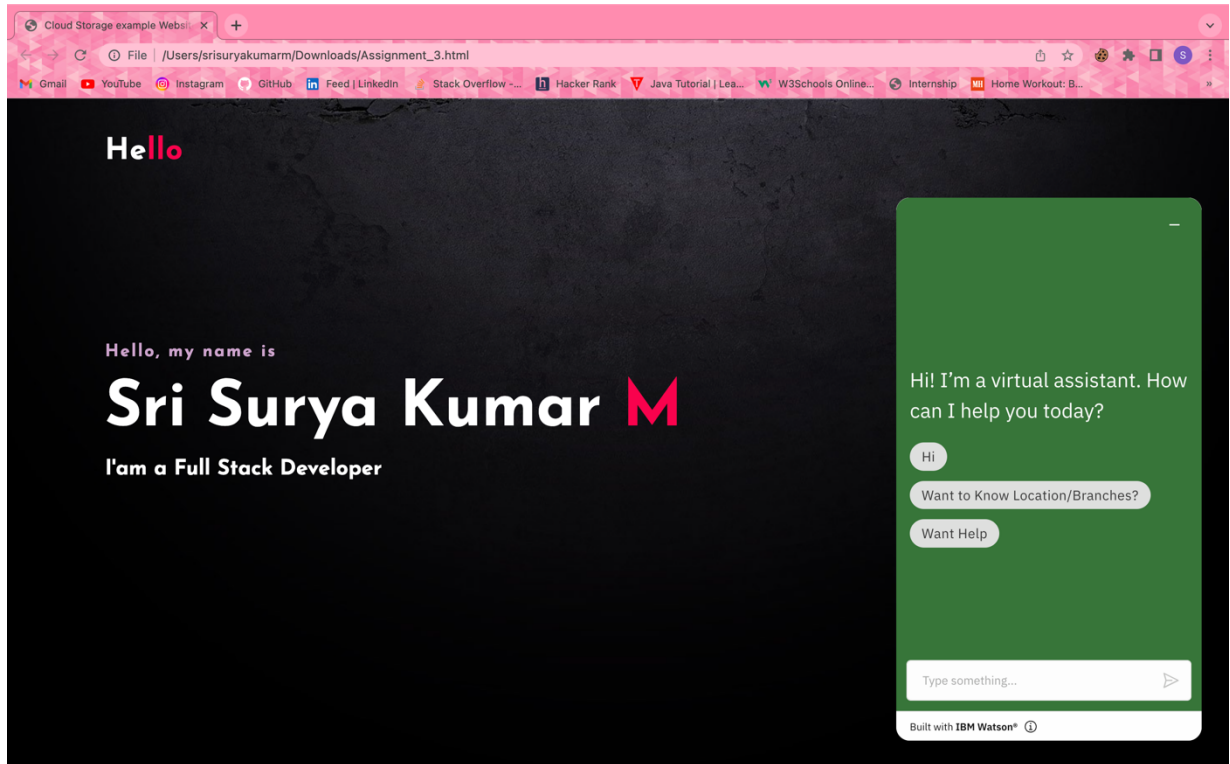 Cloud Storage example Websit
File /Users/srisuryakumarm/Downloads/Assignment_3.html
S
Gmail YouTube Instagram GitHub Feed | LinkedIn Stack Overflow -... Hacker Rank Java Tutorial | Lea... W3Schools Online... Internship Home Workout: B... »
Hello
Hello, my name is
Sri Surya Kumar M
I'am a Full Stack Developer
Hi! I'm a virtual assistant. How
can I help you today?
Hi
Want to Know Location/Branches?
Want Help
Type something...
Built with IBM Watson®